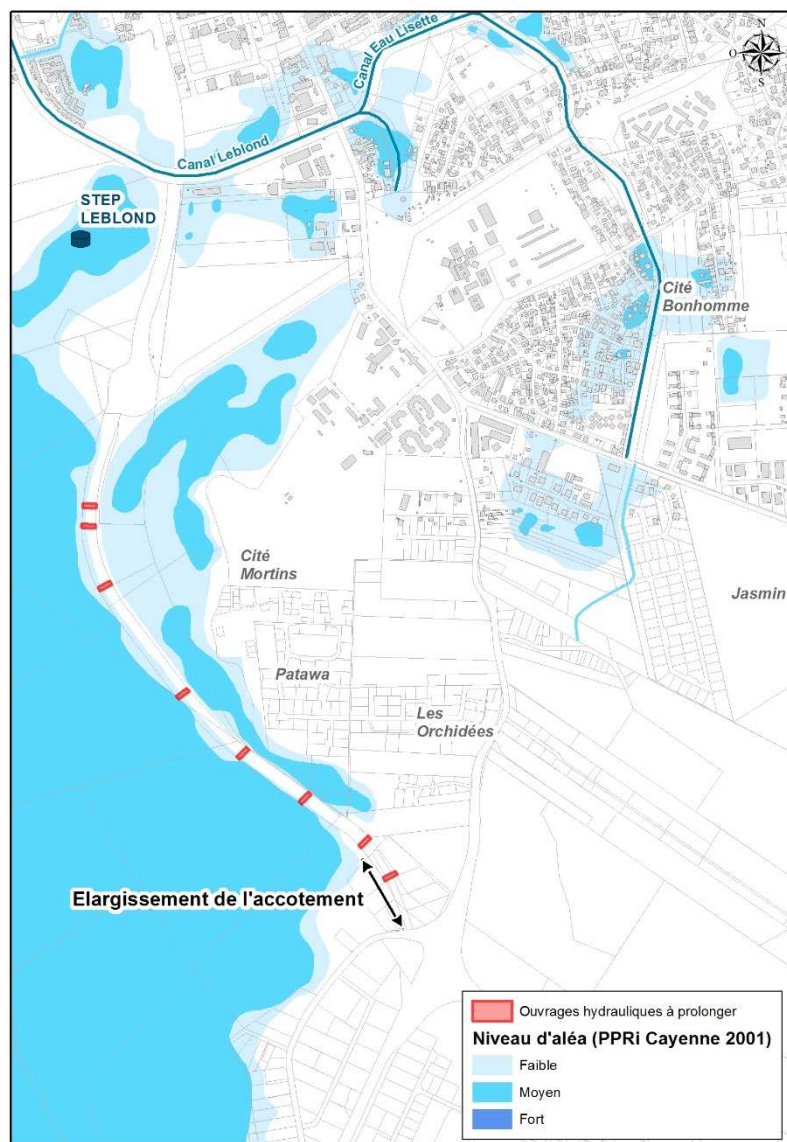 N
O
E
S
Canal Eau Lisette
Canal Leblond
STEP
LEBLOND
Cité
Bonhomme
Cité
Mortins
Jasmin
Patawa
Les
Orchidées
Elargissement de l'accotement
Ouvrages hydrauliques à prolonger
Niveau d'aléa (PPRi Cayenne 2001)
Faible
Moyen
Fort